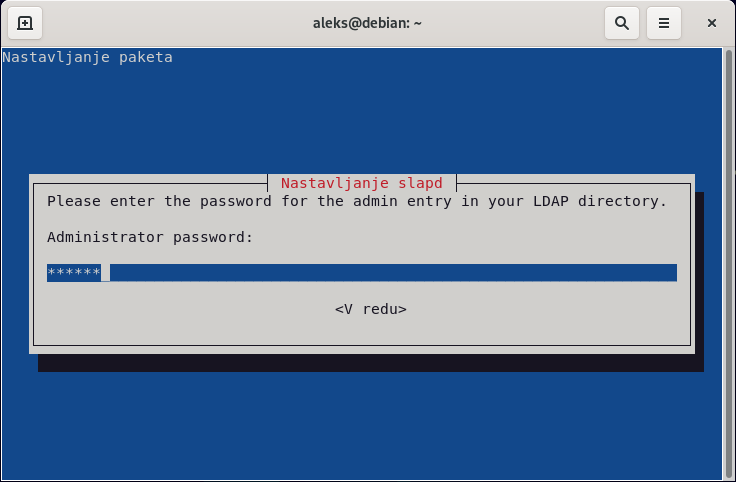 aleks@debian: ~
Nastavljanje paketa
Nastavljanje slapd
Please enter the password for the admin entry in your LDAP directory.
Administrator password:
******
<V redu>